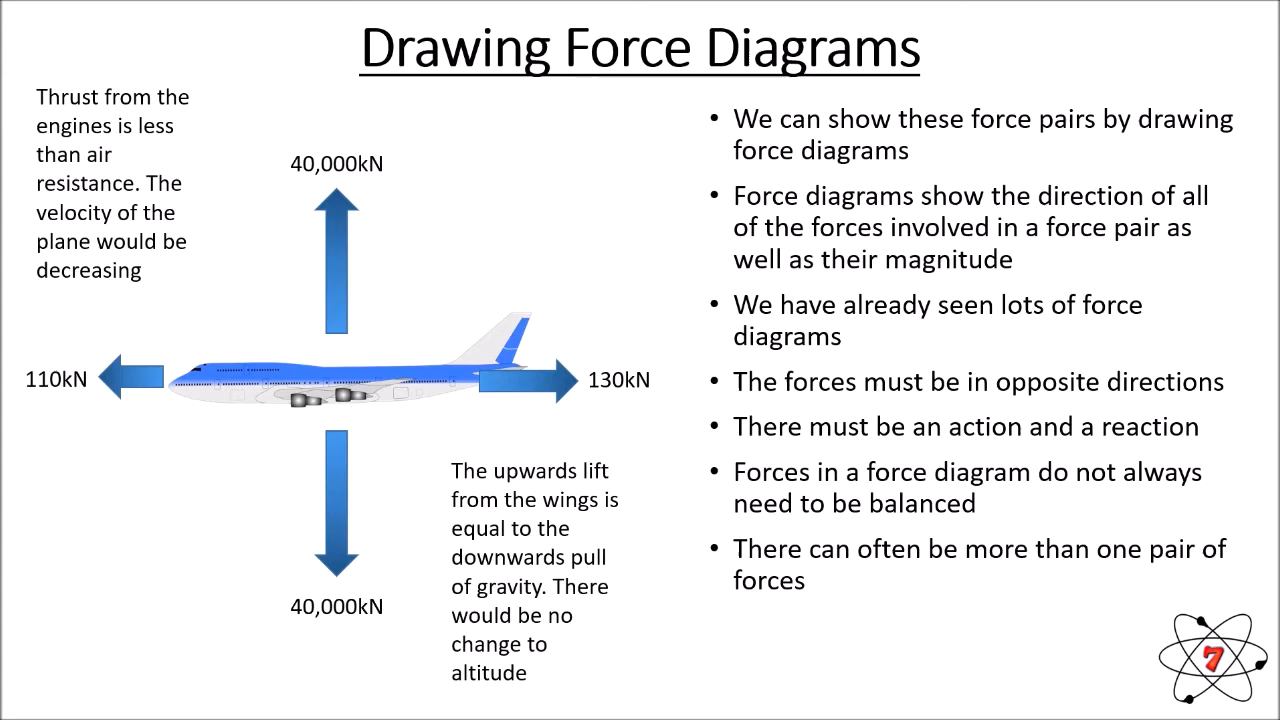 Drawing Force Diagrams
Thrust from the
engines is less
than air
resistance. The
velocity of the
plane would be
decreasing
40,000kN
110kN
130kN
40,000kN
The upwards lift
from the wings is
equal to the
downwards pull
of gravity. There
would be no
change to
altitude
• We can show these force pairs by drawing
force diagrams
• Force diagrams show the direction of all
of the forces involved in a force pair as
well as their magnitude
• We have already seen lots of force
diagrams
• The forces must be in opposite directions
• There must be an action and a reaction
• Forces in a force diagram do not always
need to be balanced
• There can often be more than one pair of
forces
7